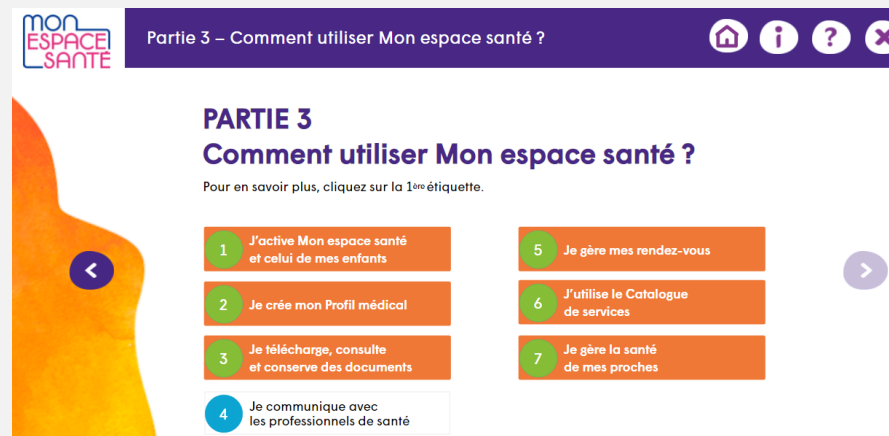 mon
ESPACE
SANTÉ
Partie 3 – Comment utiliser Mon espace santé ?
PARTIE 3
Comment utiliser Mon espace santé ?
Pour en savoir plus, cliquez sur la 1ère étiquette.
1
J'active Mon espace santé
et celui de mes enfants
2
Je crée mon Profil médical
3
Je télécharge, consulte
et conserve des documents
4
Je communique avec
les professionnels de santé
5
Je gère mes rendez-vous
6
J'utilise le Catalogue
de services
7
Je gère la santé
de mes proches